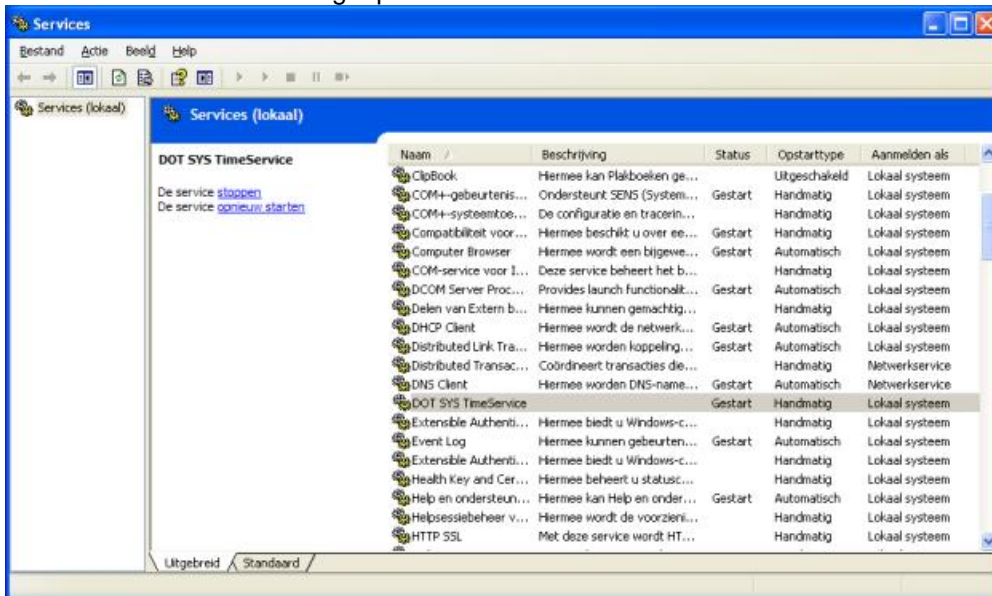 Services
Bestand Actie Beeld Help
Services (lokaal)
Services (lokaal)
DOT SYS TimeService
De service stoppen
De service opnieuw starten
Naam Beschrijving Status Opstarttype Aanmelden als
ClipBook Hiermee kan Plakboeken ge... Uitgeschakeld Lokaal systeem
COM+-gebeurtenis... Ondersteunt SENS (System... Gestart Handmatig Lokaal systeem
COM+-systeemtoe... De configuratie en tracerin... Handmatig Lokaal systeem
Compatibiliteit voor... Hiermee beschikt u over ee... Gestart Handmatig Lokaal systeem
Computer Browser Hiermee wordt een bijgewe... Gestart Automatisch Lokaal systeem
COM-service voor I... Deze service beheert het b... Handmatig Lokaal systeem
DCOM Server Proc... Provides launch functionalit... Gestart Automatisch Lokaal systeem
Delen van Extern b... Hiermee kunnen gemachtig... Handmatig Lokaal systeem
DHCP Client Hiermee wordt de netwerk... Gestart Automatisch Lokaal systeem
Distributed Link Tra... Hiermee worden koppeling... Gestart Automatisch Lokaal systeem
Distributed Transac... Coördineert transacties die... Handmatig Netwerkservice
DNS Client Hiermee worden DNS-name... Gestart Automatisch Netwerkservice
DOT SYS TimeService Gestart Handmatig Lokaal systeem
Extensible Authenti... Hiermee biedt u Windows-c... Handmatig Lokaal systeem
Event Log Hiermee kunnen gebeurten... Gestart Automatisch Lokaal systeem
Extensible Authenti... Hiermee biedt u Windows-c... Handmatig Lokaal systeem
Health Key and Cer... Hiermee beheert u statusc... Handmatig Lokaal systeem
Help en ondersteun... Hiermee kan Help en onder... Gestart Automatisch Lokaal systeem
Helpsessiebeheer v... Hiermee wordt de voorzieni... Handmatig Lokaal systeem
HTTP SSL Met deze service wordt HT... Handmatig Lokaal systeem
Uitgebreid Standaard